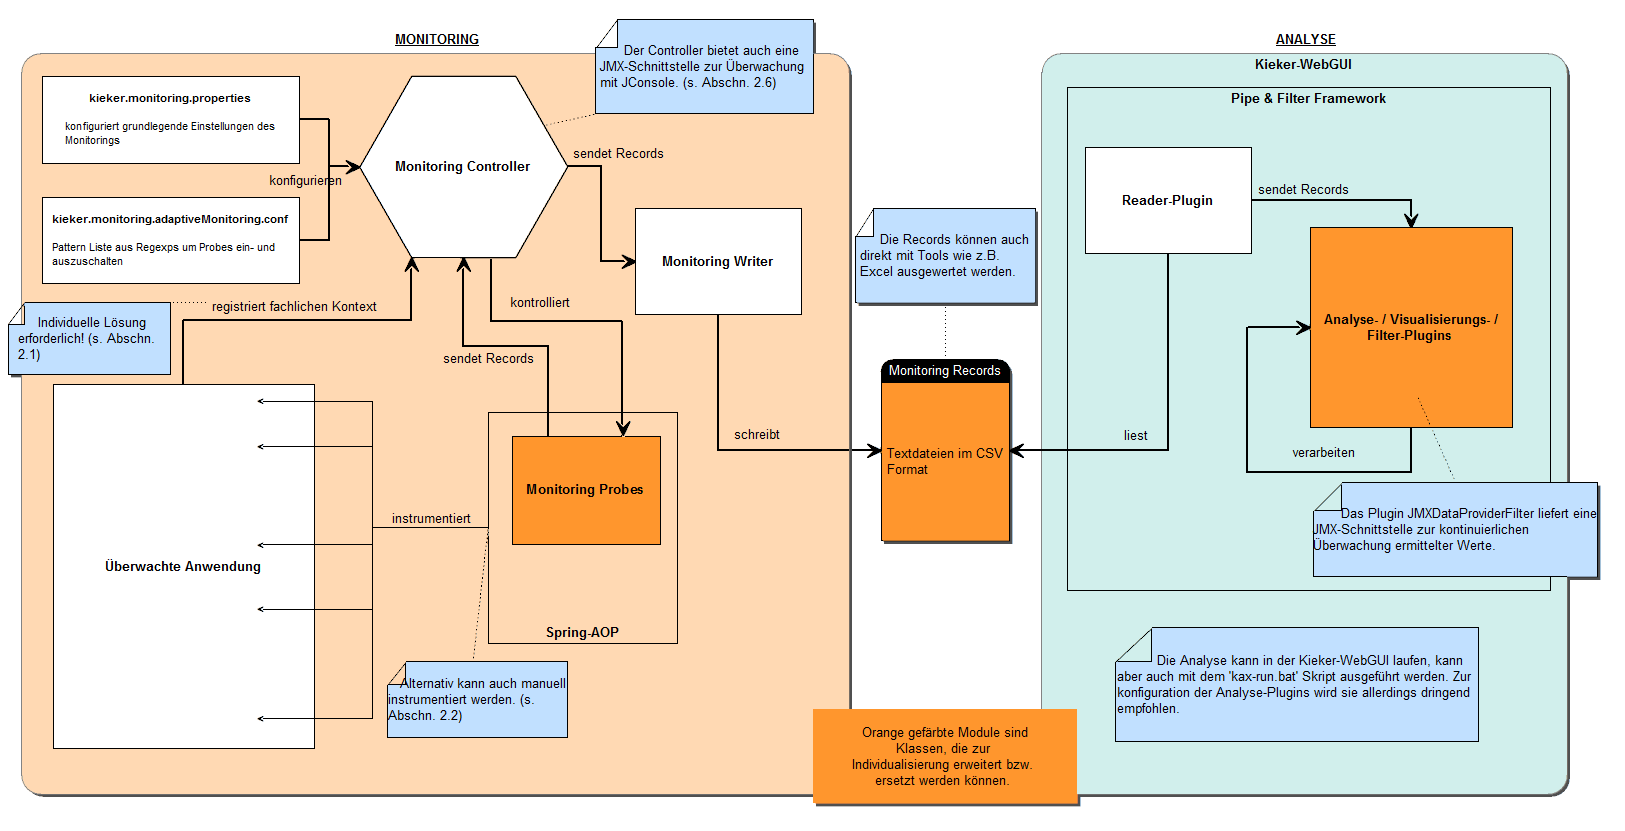 MONITORING
kieker.monitoring.properties
konfiguriert grundlegende Einstellungen des
Monitorings
konfigurieren
kieker.monitoring.adaptiveMonitoring.conf
Pattern Liste aus Regexps um Probes ein- und
auszuschalten
Monitoring Controller
Der Controller bietet auch eine
JMX-Schnittstelle zur Überwachung
mit JConsole. (s. Abschn. 2.6)
sendet Records
Monitoring Writer
kontrolliert
registriert fachlichen Kontext
Individuelle Lösung
erforderlich! (s. Abschn.
2.1)
sendet Records
schreibt
Überwachte Anwendung
instrumentiert
Monitoring Probes
Spring-AOP
Alternativ kann auch manuell
instrumentiert werden. (s.
Abschn. 2.2)
Die Records können auch
direkt mit Tools wie z.B.
Excel ausgewertet werden.
Monitoring Records
Textdateien im CSV
Format
Orange gefärbte Module sind
Klassen, die zur
Individualisierung erweitert bzw.
ersetzt werden können.
ANALYSE
Kieker-WebGUI
Pipe & Filter Framework
Reader-Plugin
sendet Records
Analyse- / Visualisierungs- /
Filter-Plugins
liest
verarbeiten
Das Plugin JMXDataProviderFilter liefert eine
JMX-Schnittstelle zur kontinuierlichen
Überwachung ermittelter Werte.
Die Analyse kann in der Kieker-WebGUI laufen, kann
aber auch mit dem 'kax-run.bat' Skript ausgeführt werden. Zur
konfiguration der Analyse-Plugins wird sie allerdings dringend
empfohlen.